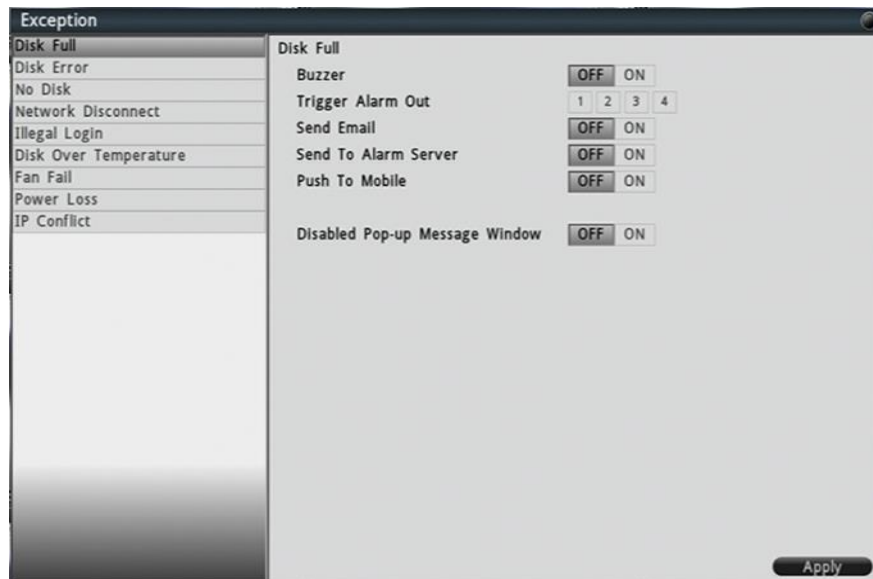 Exception
Disk Full
Disk Error
No Disk
Network Disconnect
Illegal Login
Disk Over Temperature
Fan Fail
Power Loss
IP Conflict
Disk Full
Buzzer OFF ON
Trigger Alarm Out 1 2 3 4
Send Email OFF ON
Send To Alarm Server OFF ON
Push To Mobile OFF ON
Disabled Pop-up Message Window OFF ON
Apply